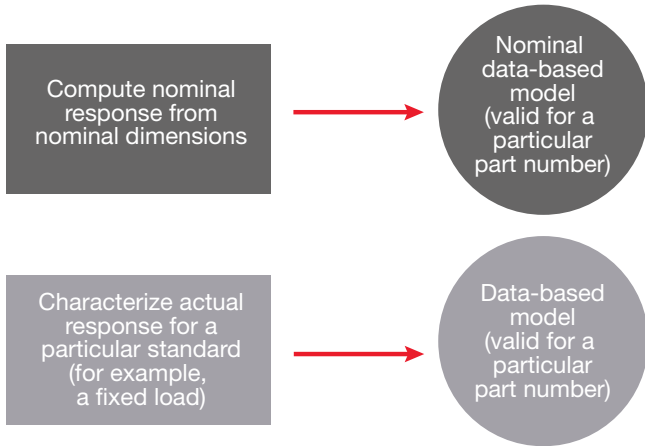 Compute nominal
response from
nominal dimensions
Nominal
data-based
model
(valid for a
particular
part number)
Characterize actual
response for a
particular standard
(for example,
a fixed load)
Data-based
model
(valid for a
particular
part number)